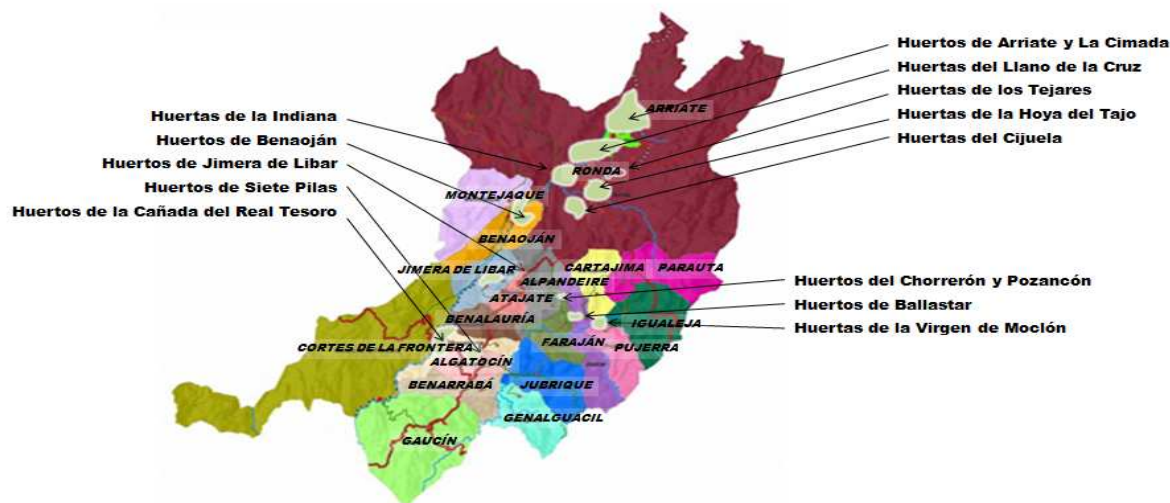 Huertos de Arriate y La Cimada
Huertas del Llano de la Cruz
Huertas de los Tejares
Huertas de la Hoya del Tajo
Huertas del Cijuela
Huertas de la Indiana
Huertos de Benaoján
Huertos de Jimera de Libar
Huertos de Siete Pilas
Huertos de la Cañada del Real Tesoro
ARRIATE
RONDA
MONTEJAQUE
BENAOJÁN
JIMERA DE LIBAR
CARTAJIMA
PARAUTA
ALPANDEIRE
ATAJATE
Huertos del Chorrerón y Pozancón
Huertos de Ballastar
Huertas de la Virgen de Moclón
BENALAURÍA
IGUALEJA
CORTES DE LA FRONTERA
FARAJÁN
PUJERRA
ALGATOCÍN
BENARRABÁ
JUBRIQUE
GENALGUACIL
GAUCÍN